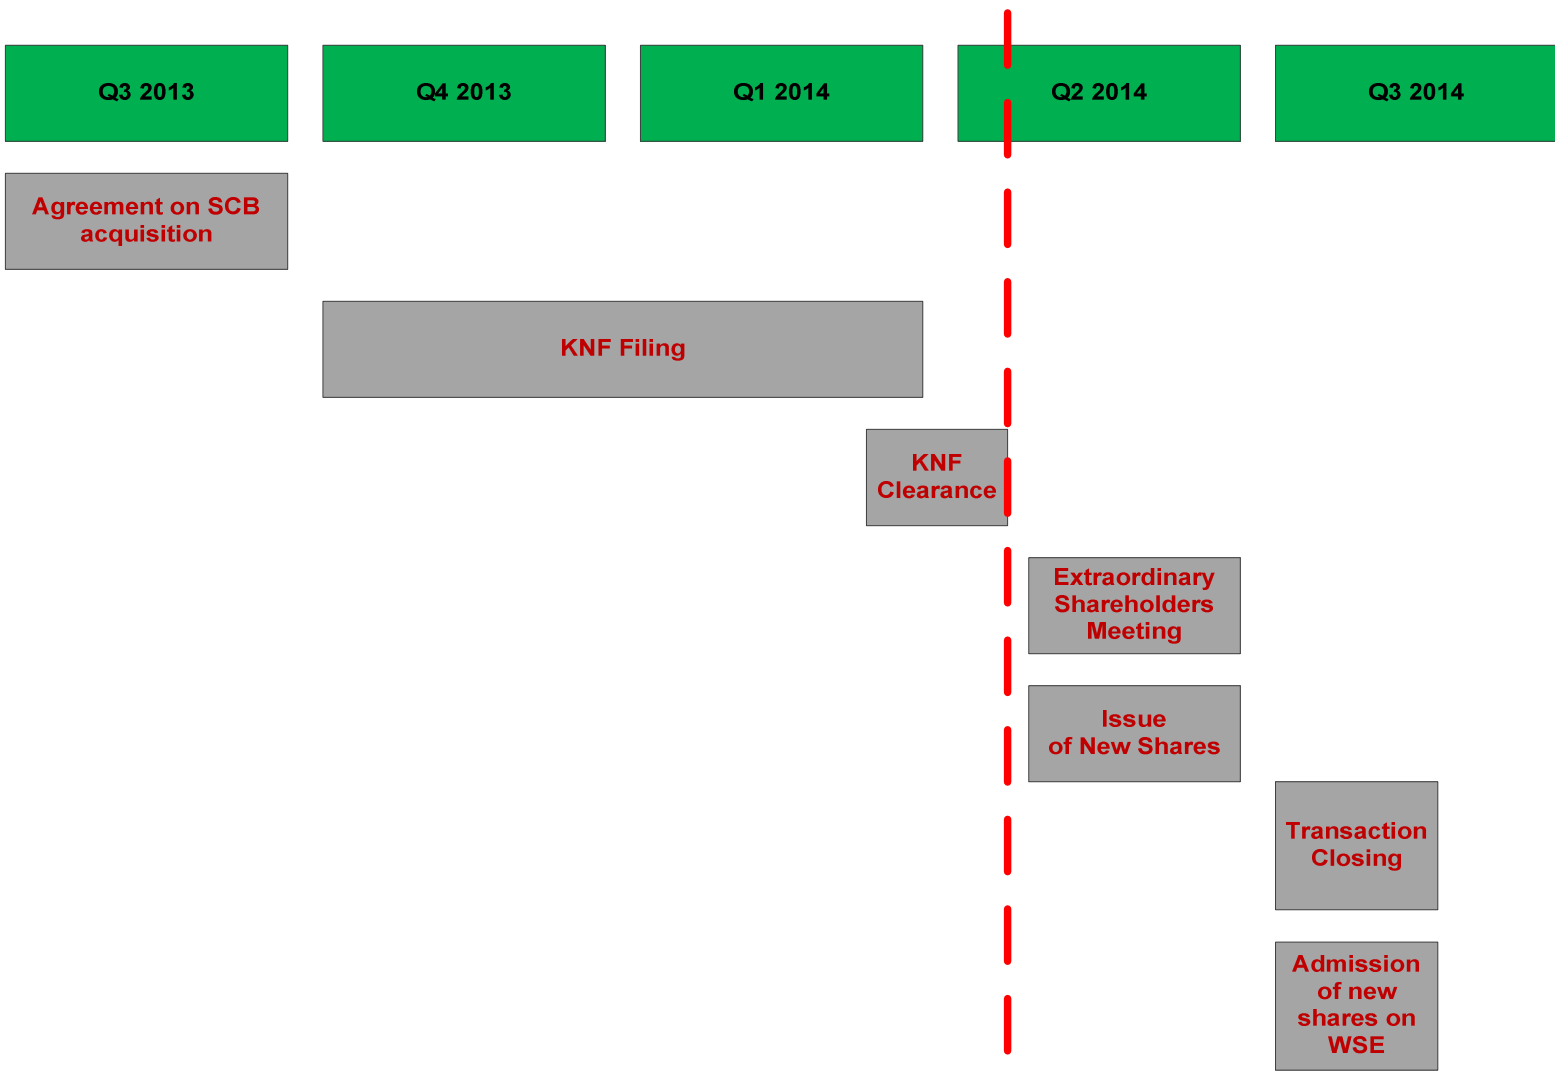 Q3 2013
Q4 2013
Q1 2014
Q2 2014
Q3 2014
Agreement on SCB
acquisition
KNF Filing
KNF
Clearance
Extraordinary
Shareholders
Meeting
Issue
of New Shares
Transaction
Closing
Admission
of new
shares on
WSE